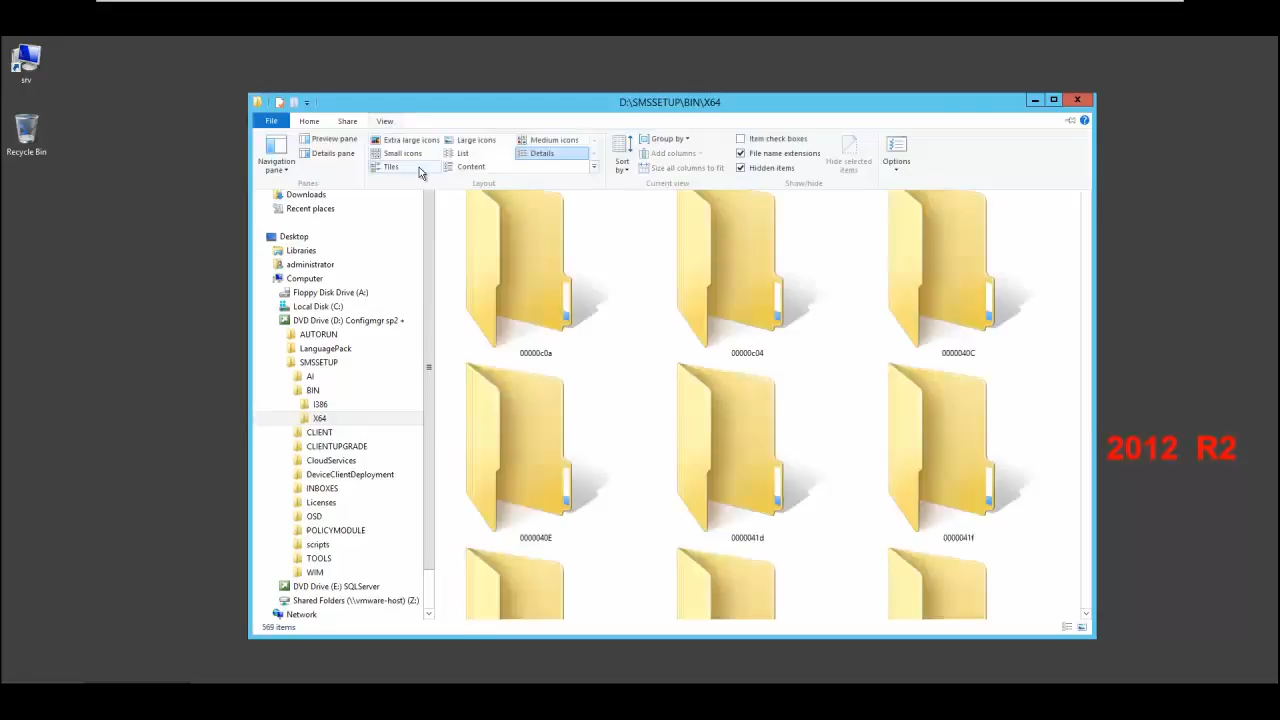 srv
Recycle Bin
D:\SMSSETUP\BIN\X64
File Home Share View
Navigation pane
Preview pane
Details pane
Panes
Extra large icons Large icons Medium icons
Small icons List Details
Tiles Content
Layout
Sort by
Group by
Add columns
Size all columns to fit
Current view
Item check boxes
File name extensions
Hidden items
Hide selected items
Show/hide
Options
Downloads
Recent places
Desktop
Libraries
administrator
Computer
Floppy Disk Drive (A:)
Local Disk (C:)
DVD Drive (D:) Configmgr sp2 +
AUTORUN
LanguagePack
SMSSETUP
AI
BIN
I386
X64
CLIENT
CLIENTUPGRADE
CloudServices
DeviceClientDeployment
INBOXES
Licenses
OSD
POLICYMODULE
scripts
TOOLS
WIM
DVD Drive (E:) SQLServer
Shared Folders (\\vmware-host) (Z:)
Network
00000c0a 00000c04 0000040C
0000040E 0000041d 0000041f
569 items
2012 R2